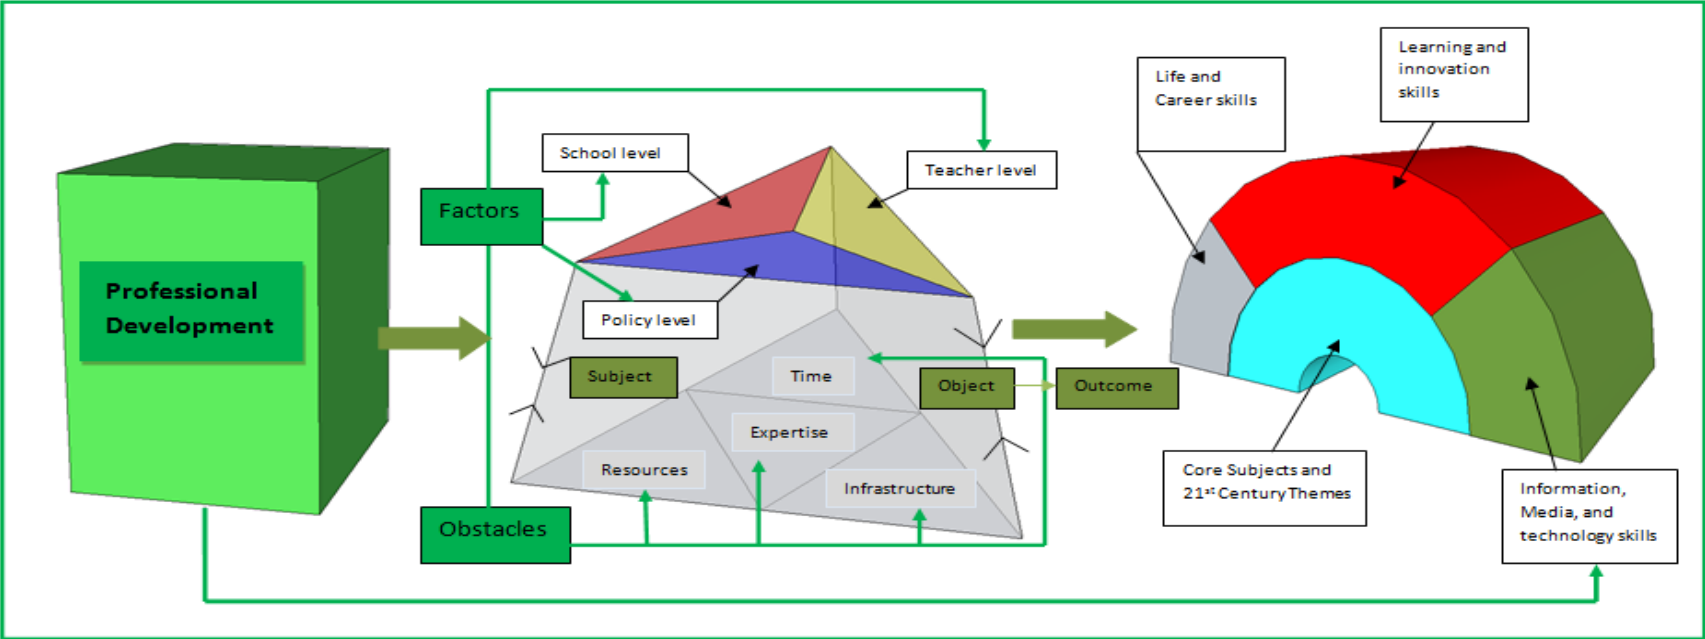 Professional
Development
Factors
Obstacles
School level
Teacher level
Policy level
Subject
Time
Expertise
Resources
Infrastructure
Object
Outcome
Life and
Career skills
Learning and
innovation
skills
Core Subjects and
21st Century Themes
Information,
Media, and
technology skills